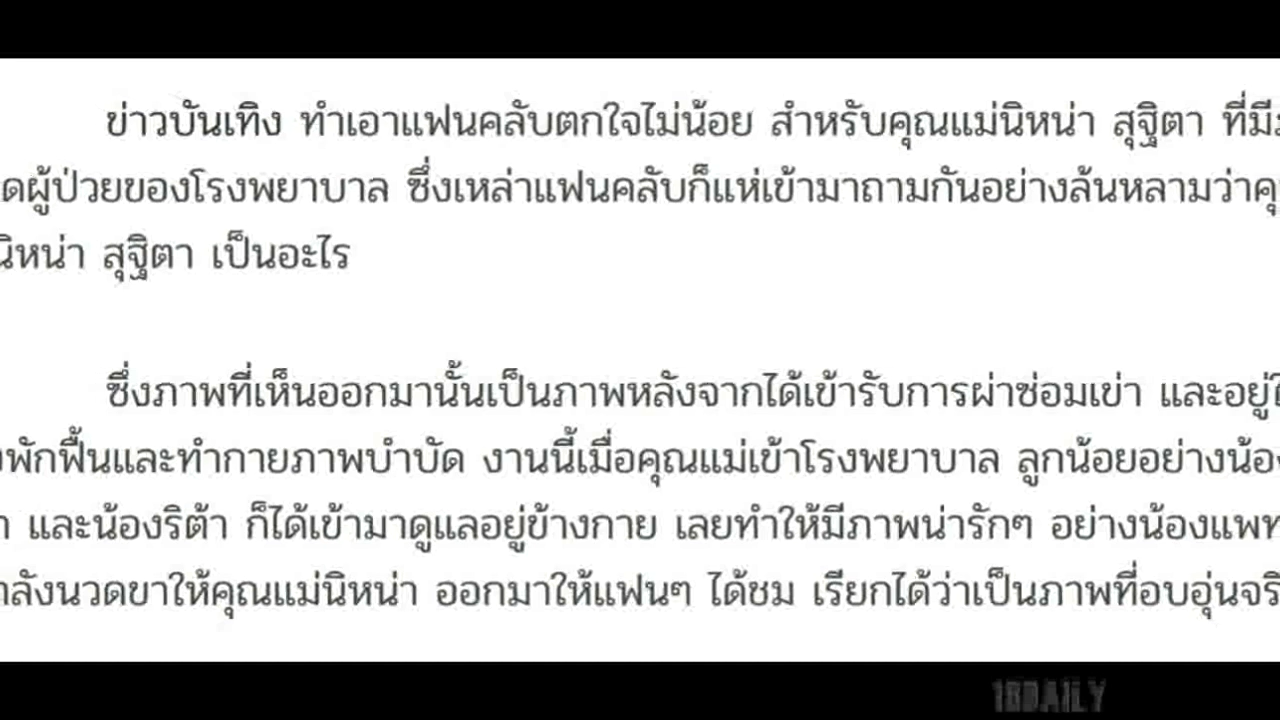 ข่าวบันเทิง ทำเอาแฟนคลับตกใจไม่น้อย สำหรับคุณแม่นิหน่า สุฐิตา ที่มี
ดผู้ป่วยของโรงพยาบาล ซึ่งเหล่าแฟนคลับก็แห่เข้ามาถามกันอย่างล้นหลามว่าคุ
นิหน่า สุฐิตา เป็นอะไร
ซึ่งภาพที่เห็นออกมานั้นเป็นภาพหลังจากได้เข้ารับการผ่าซ่อมเข่า และอยู่
พักฟื้นและทำกายภาพบำบัด งานนี้เมื่อคุณแม่เข้าโรงพยาบาล ลูกน้อยอย่างน้อ
และน้องริต้า ก็ได้เข้ามาดูแลอยู่ข้างกาย เลยทำให้มีภาพน่ารักๆ อย่างน้องแพ
ำลังนวดขาให้คุณแม่นิหน่า ออกมาให้แฟนๆ ได้ชม เรียกได้ว่าเป็นภาพที่อบอุ่นจริ
18DAILY